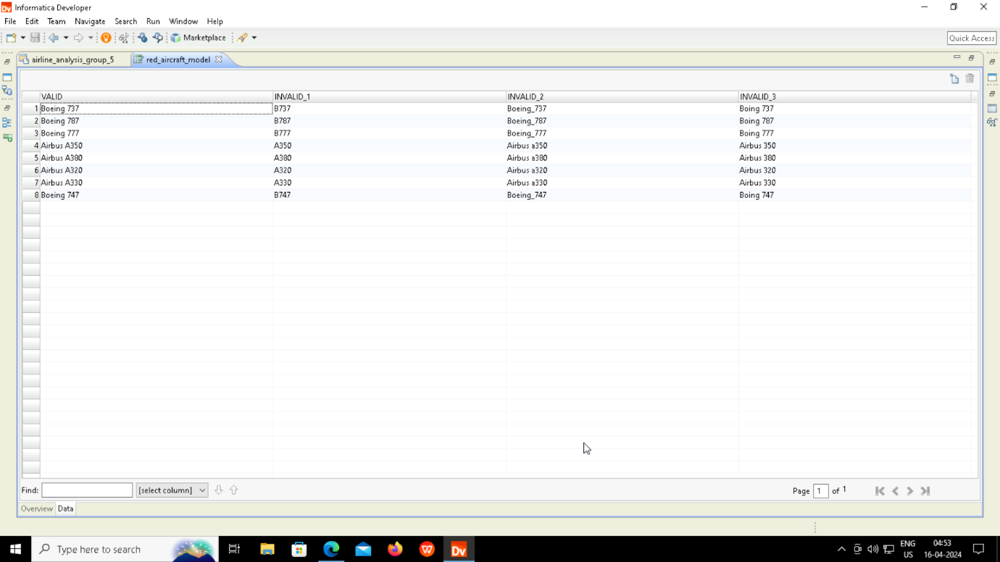 Dv Informatica Developer
File Edit Team Navigate Search Run Window Help
Marketplace
Quick Access
airline_analysis_group_5 red_aircraft_model
VALID INVALID_1 INVALID_2 INVALID_3
1 Boeing 737 B737 Boeing_737 Boing 737
2 Boeing 787 B787 Boeing_787 Boing 787
3 Boeing 777 B777 Boeing_777 Boing 777
4 Airbus A350 A350 Airbus a350 Airbus 350
5 Airbus A380 A380 Airbus a380 Airbus 380
6 Airbus A320 A320 Airbus a320 Airbus 320
7 Airbus A330 A330 Airbus a330 Airbus 330
8 Boeing 747 B747 Boeing_747 Boing 747
Find: [select column] Page 1 of 1
Overview Data
Type here to search W Dv ENG US 04:53 16-04-2024